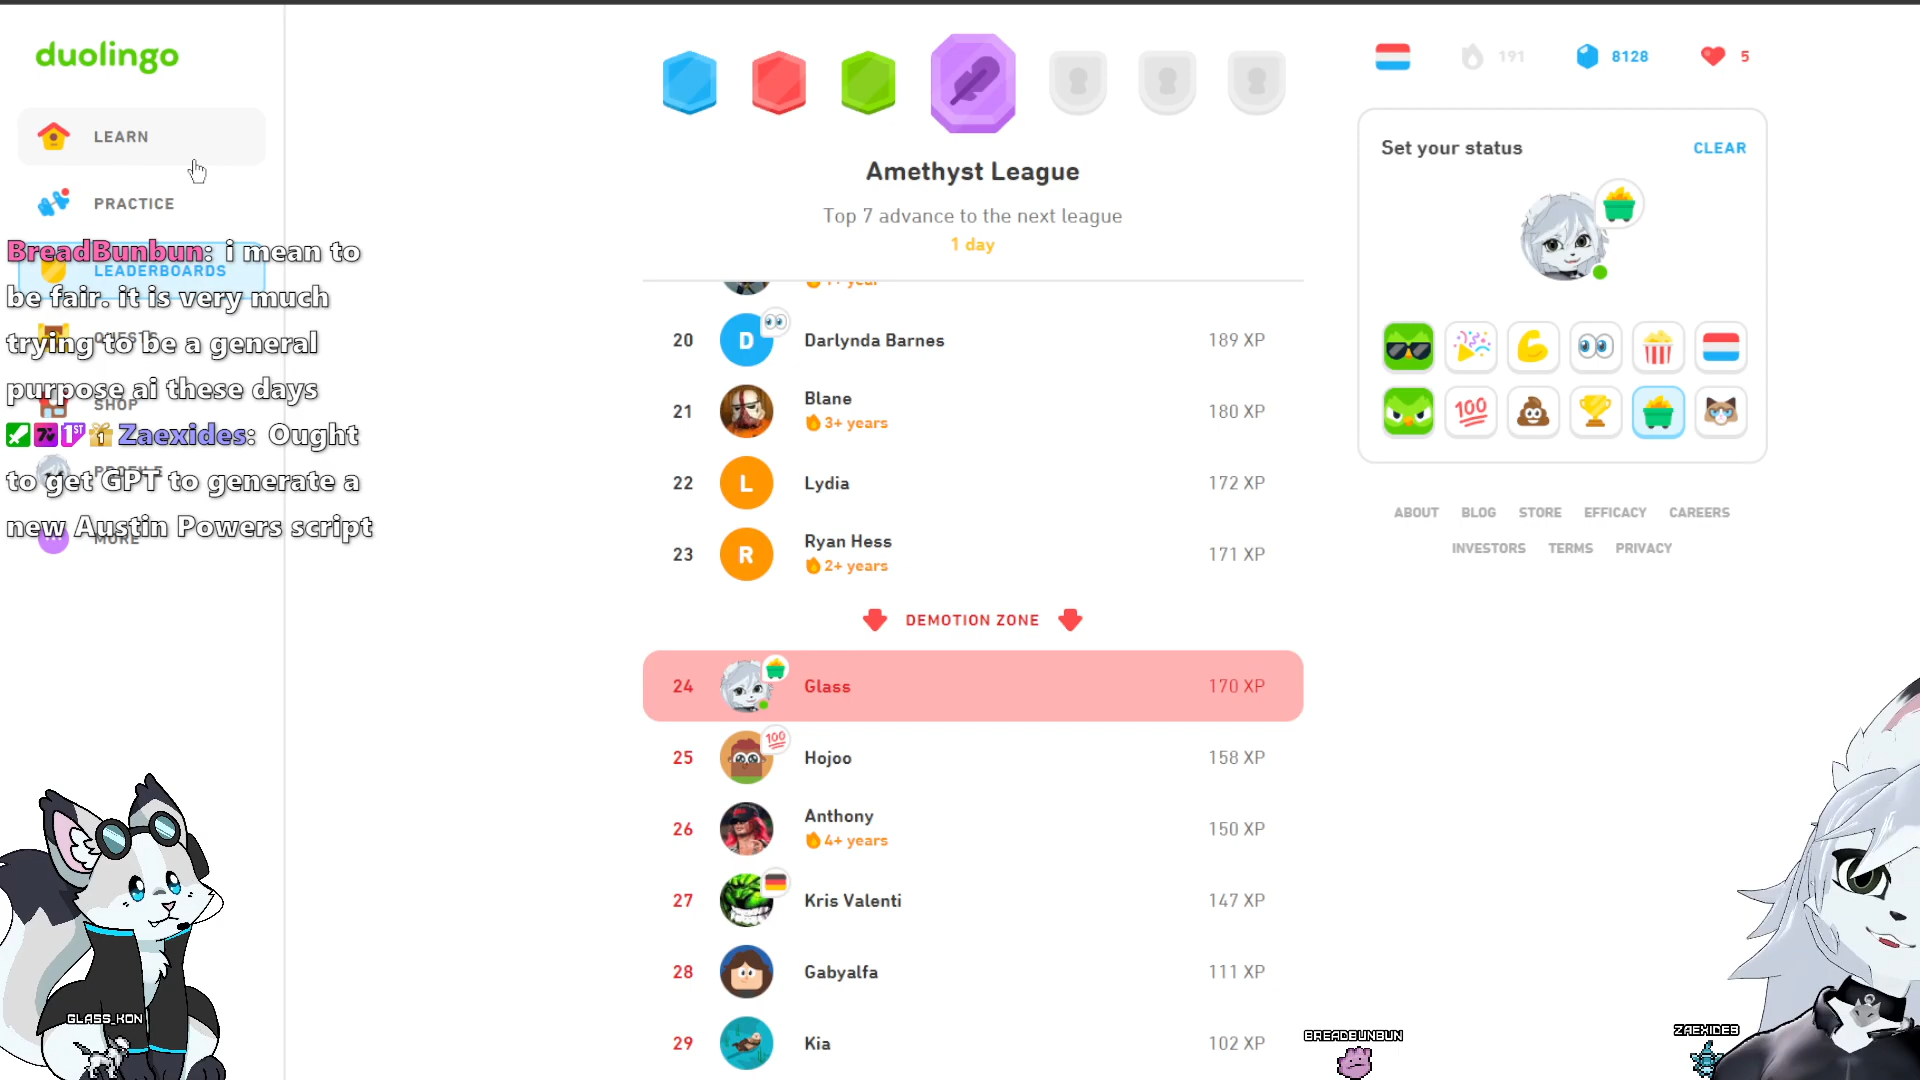 duolingo
LEARN
PRACTICE
LEADERBOARDS
SHOP
MORE
BreadBunbun: i mean to
be fair. it is very much
trying to be a general
purpose ai these days
1ST 1 Zaexides: Ought
to get GPT to generate a
new Austin Powers script
GLASS_KON
Amethyst League
Top 7 advance to the next league
1 day
20 D Darlynda Barnes 189 XP
21 Blane 180 XP
3+ years
22 L Lydia 172 XP
23 R Ryan Hess 171 XP
2+ years
DEMOTION ZONE
24 Glass 170 XP
25 100 Hojoo 158 XP
26 Anthony 150 XP
4+ years
27 Kris Valenti 147 XP
28 Gabyalfa 111 XP
29 Kia 102 XP
191 8128 5
Set your status CLEAR
100
ABOUT BLOG STORE EFFICACY CAREERS
INVESTORS TERMS PRIVACY
BREADBUNBUN
ZAEXIDES